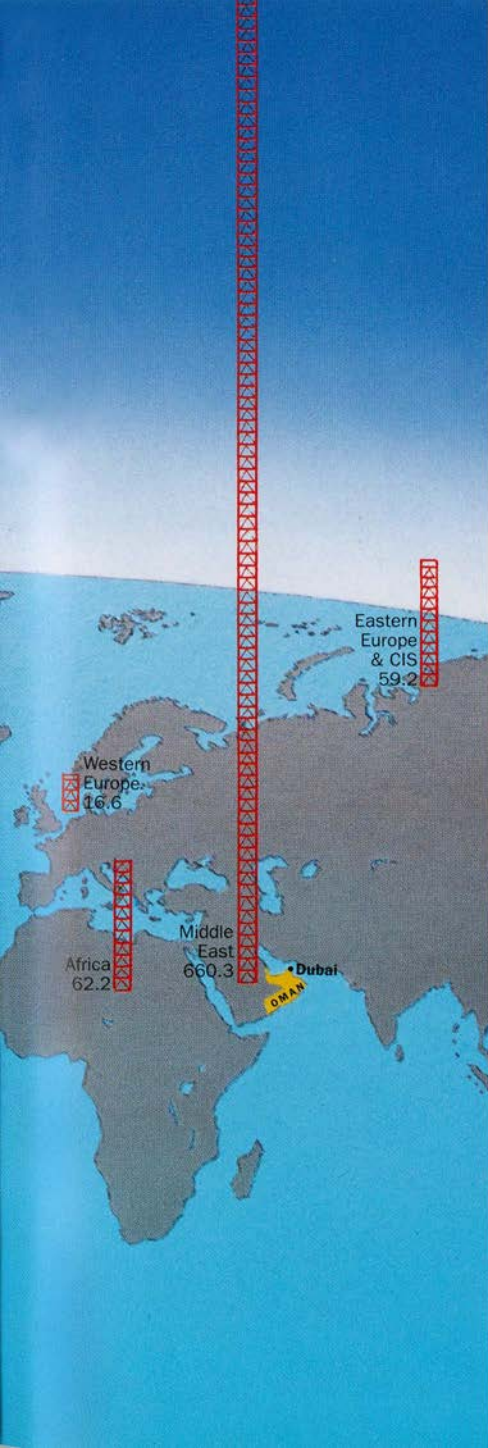 Eastern
Europe
& CIS
59.2
Western
Europe
16.6
Middle
East
660.3
Africa
62.2
Dubai
OMAN